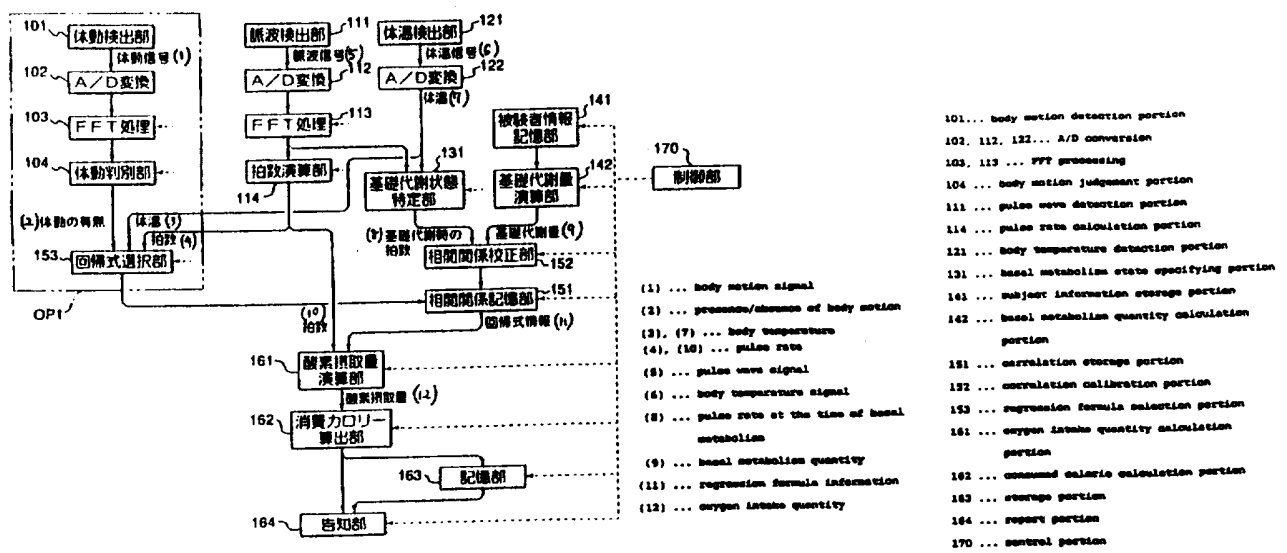 101
体動検出部
体動信号(1)
102
A/D変換
103
FFT処理
104
体動判別部
(2)体動の有無
体温(3)
拍数(4)
153
回帰式選択部
OP1
111
脈波検出部
脈波信号(5)
112
A/D変換
113
FFT処理
拍数演算部
114
121
体温検出部
体温信号(6)
122
A/D変換
体温(7)
131
基礎代謝状態
特定部
141
被験者情報
記憶部
142
基礎代謝量
演算部
(8)基礎代謝時の
拍数
基礎代謝量(9)
相関関係校正部
152
151
相関関係記憶部
回帰式情報(11)
(10)
拍数
161
酸素摂取量
演算部
酸素摂取量(12)
162
消費カロリー
算出部
163
記憶部
164
告知部
170
制御部
(1) ... body motion signal
(2) ... presence/absence of body motion
(3), (7) ... body temperature
(4), (10) ... pulse rate
(5) ... pulse wave signal
(6) ... body temperature signal
(8) ... pulse rate at the time of basal
metabolism
(9) ... basal metabolism quantity
(11) ... regression formula information
(12) ... oxygen intake quantity
101... body motion detection portion
102, 112, 122... A/D conversion
103, 113 ... FFT processing
104 ... body motion judgement portion
111 ... pulse wave detection portion
114 ... pulse rate calculation portion
121 ... body temperature detection portion
131 ... basal metabolism state specifying portion
141 ... subject information storage portion
142 ... basal metabolism quantity calculation
portion
151 ... correlation storage portion
152 ... correlation calibration portion
153 ... regression formula selection portion
161 ... oxygen intake quantity calculation
portion
162 ... consumed calorie calculation portion
163 ... storage portion
164 ... report portion
170 ... control portion